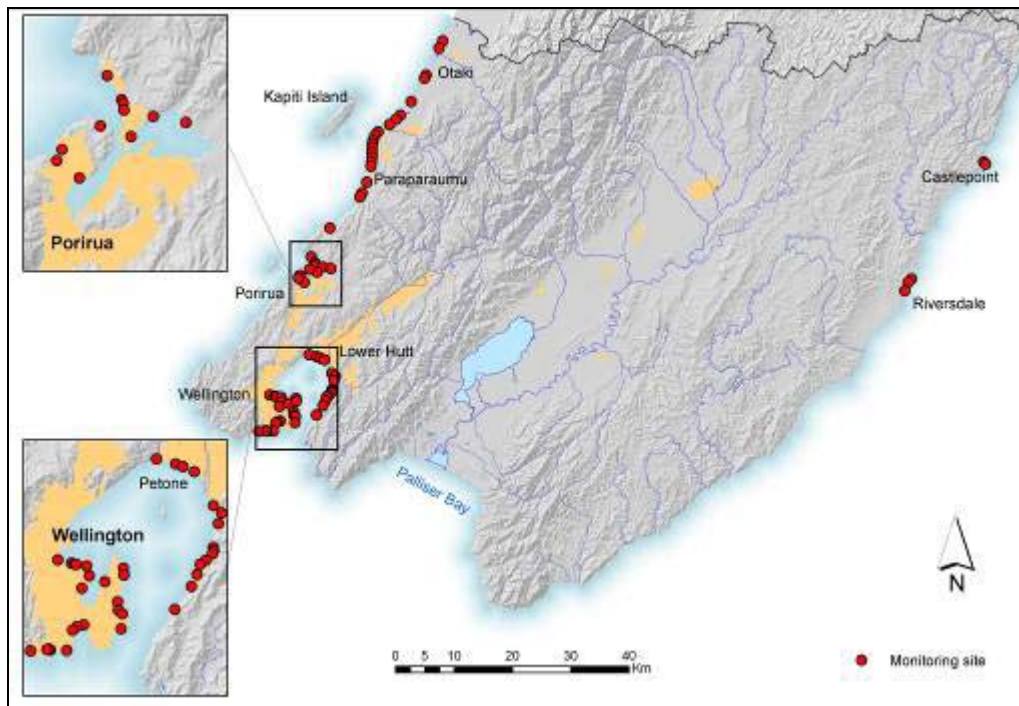 Otaki
Kapiti Island
Paraparaumu
Castlepoint
Porirua
Porirua
Riversdale
Lower Hutt
Wellington
Petone
Wellington
Palliser Bay
N
0 5 10 20 30 40
Km
Monitoring site